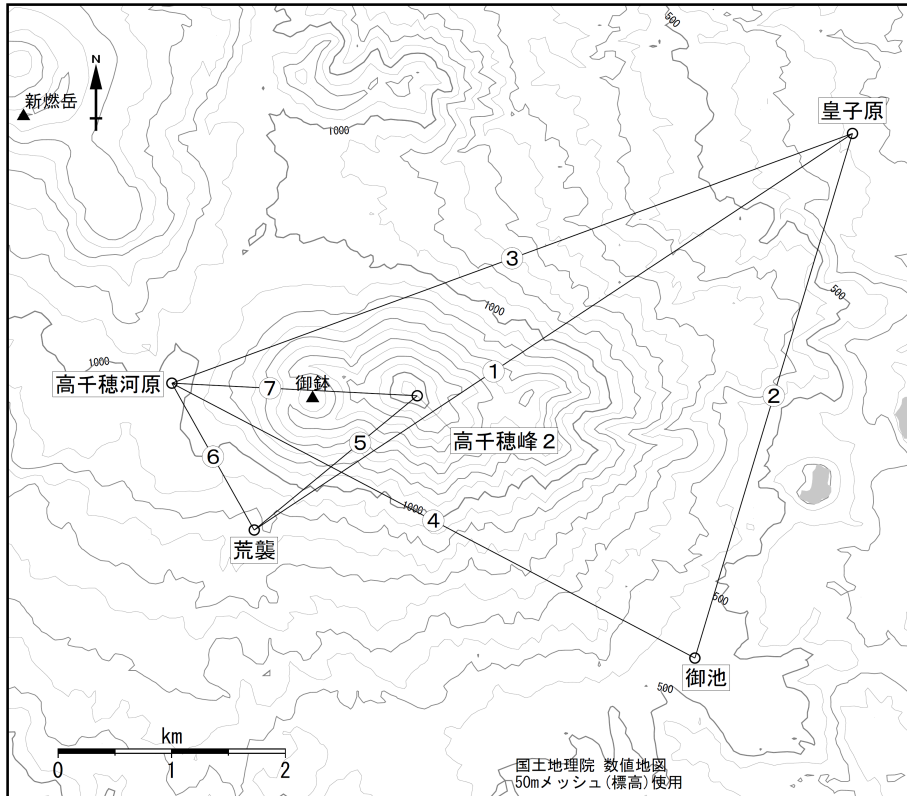 500
N
新燃岳
皇子原
1000
③
500
1000
①
1000
高千穂河原
⑦
御鉢
②
⑤
高千穂峰２
⑥
1000
④
荒襲
500
御池
500
km
0
1
2
国土地理院 数値地図
50mメッシュ(標高)使用